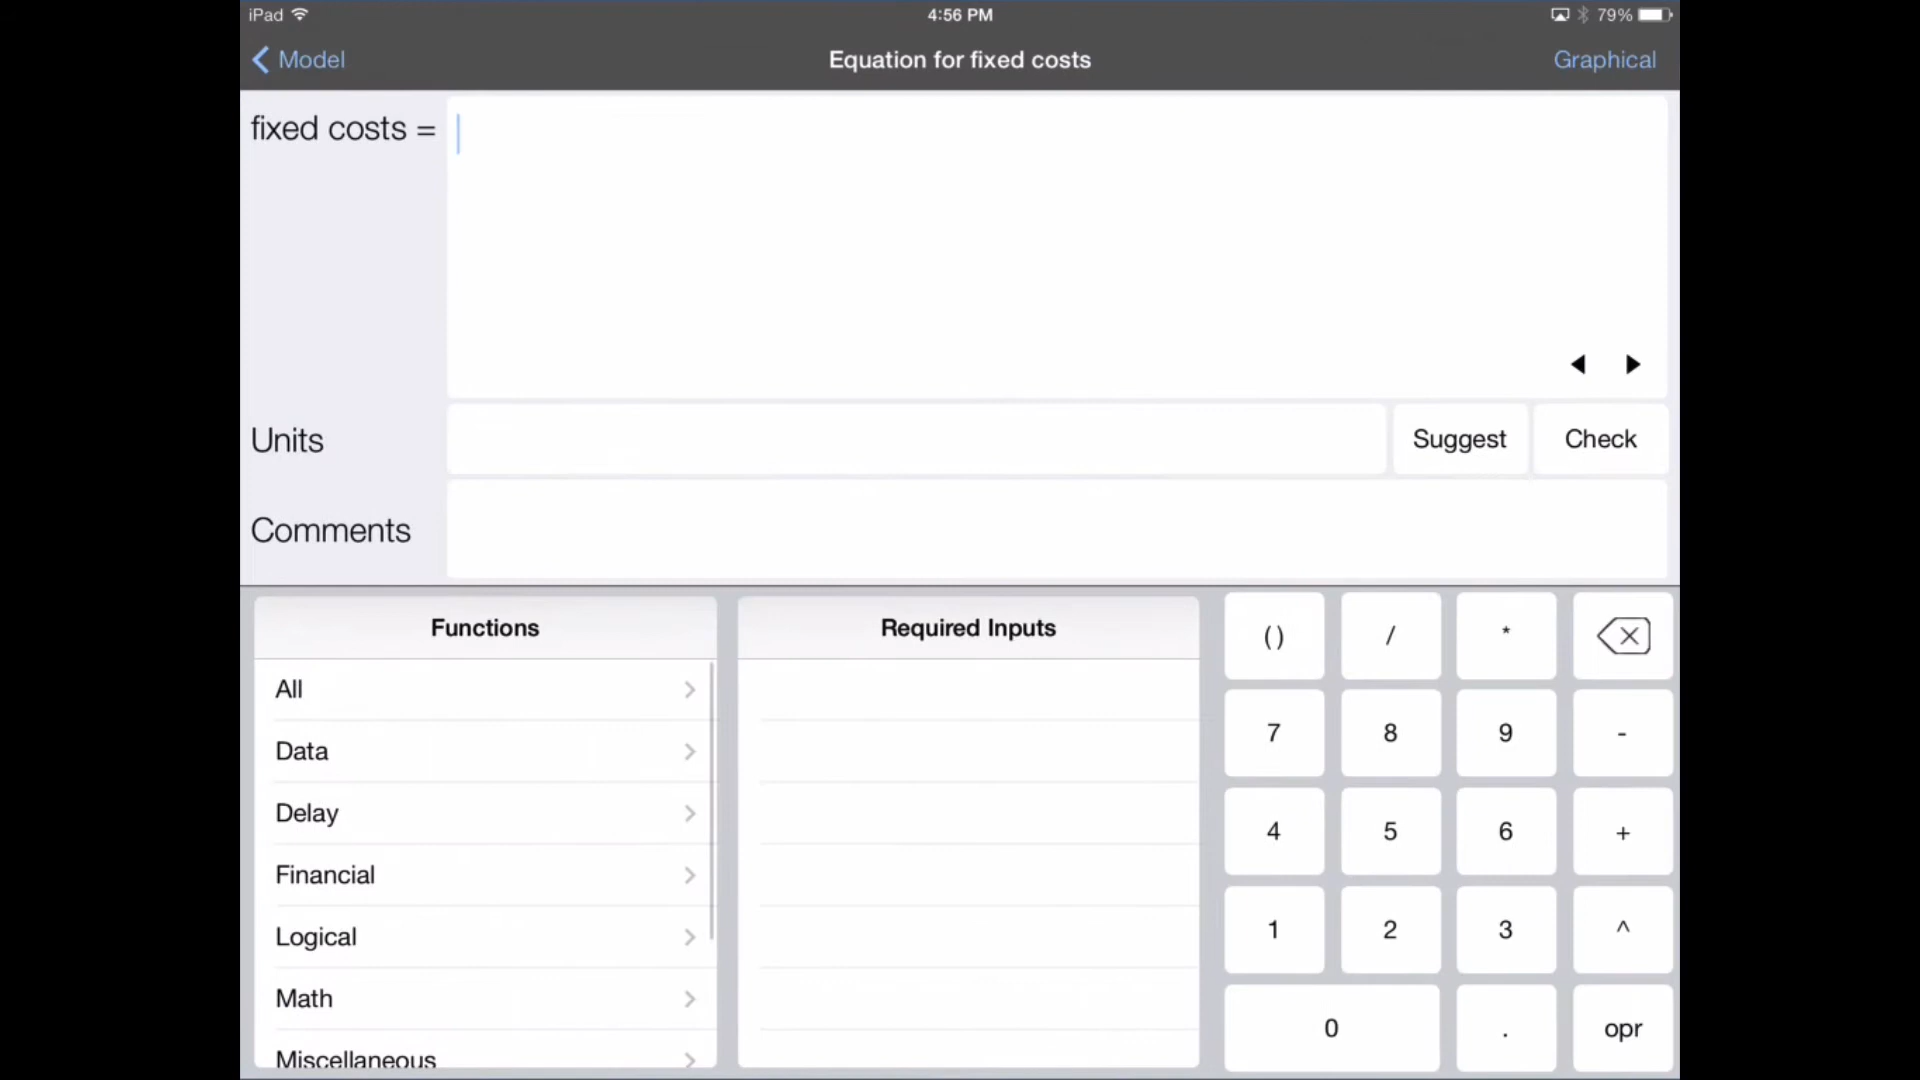 iPad 4:56 PM 79%
Model Equation for fixed costs Graphical
fixed costs =
Units Suggest Check
Comments
Functions
All
Data
Delay
Financial
Logical
Math
Miscellaneous
Required Inputs
() / *
7 8 9 -
4 5 6 +
1 2 3 ^
0 . opr